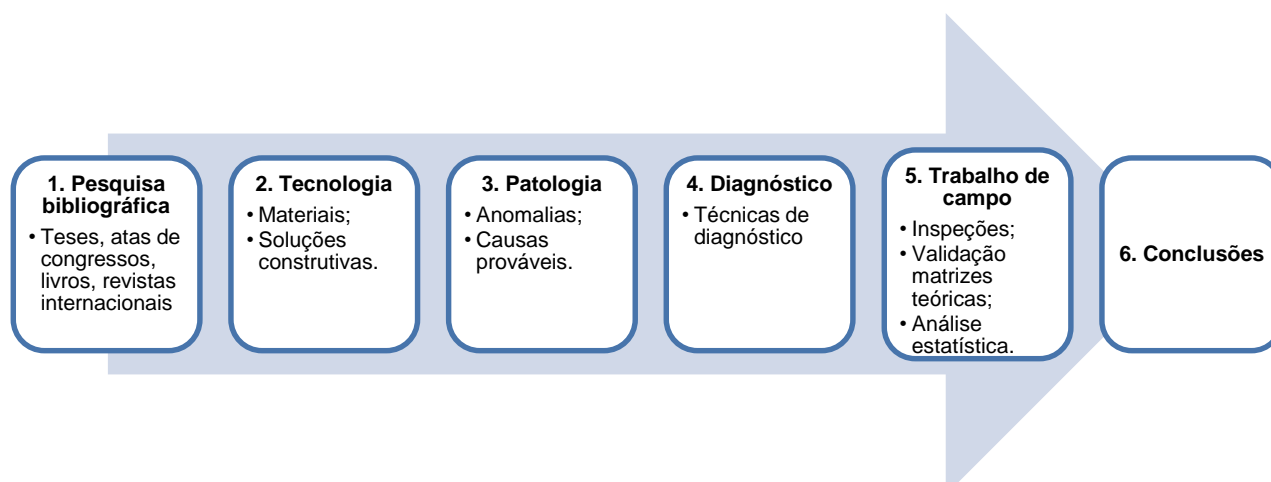 1. Pesquisa
bibliográfica
• Teses, atas de
congressos,
livros, revistas
internacionais
2. Tecnologia
• Materiais;
• Soluções
construtivas.
3. Patologia
• Anomalias;
• Causas
prováveis.
4. Diagnóstico
• Técnicas de
diagnóstico
5. Trabalho de
campo
• Inspeções;
• Validação
matrizes
teóricas;
• Análise
estatística.
6. Conclusões